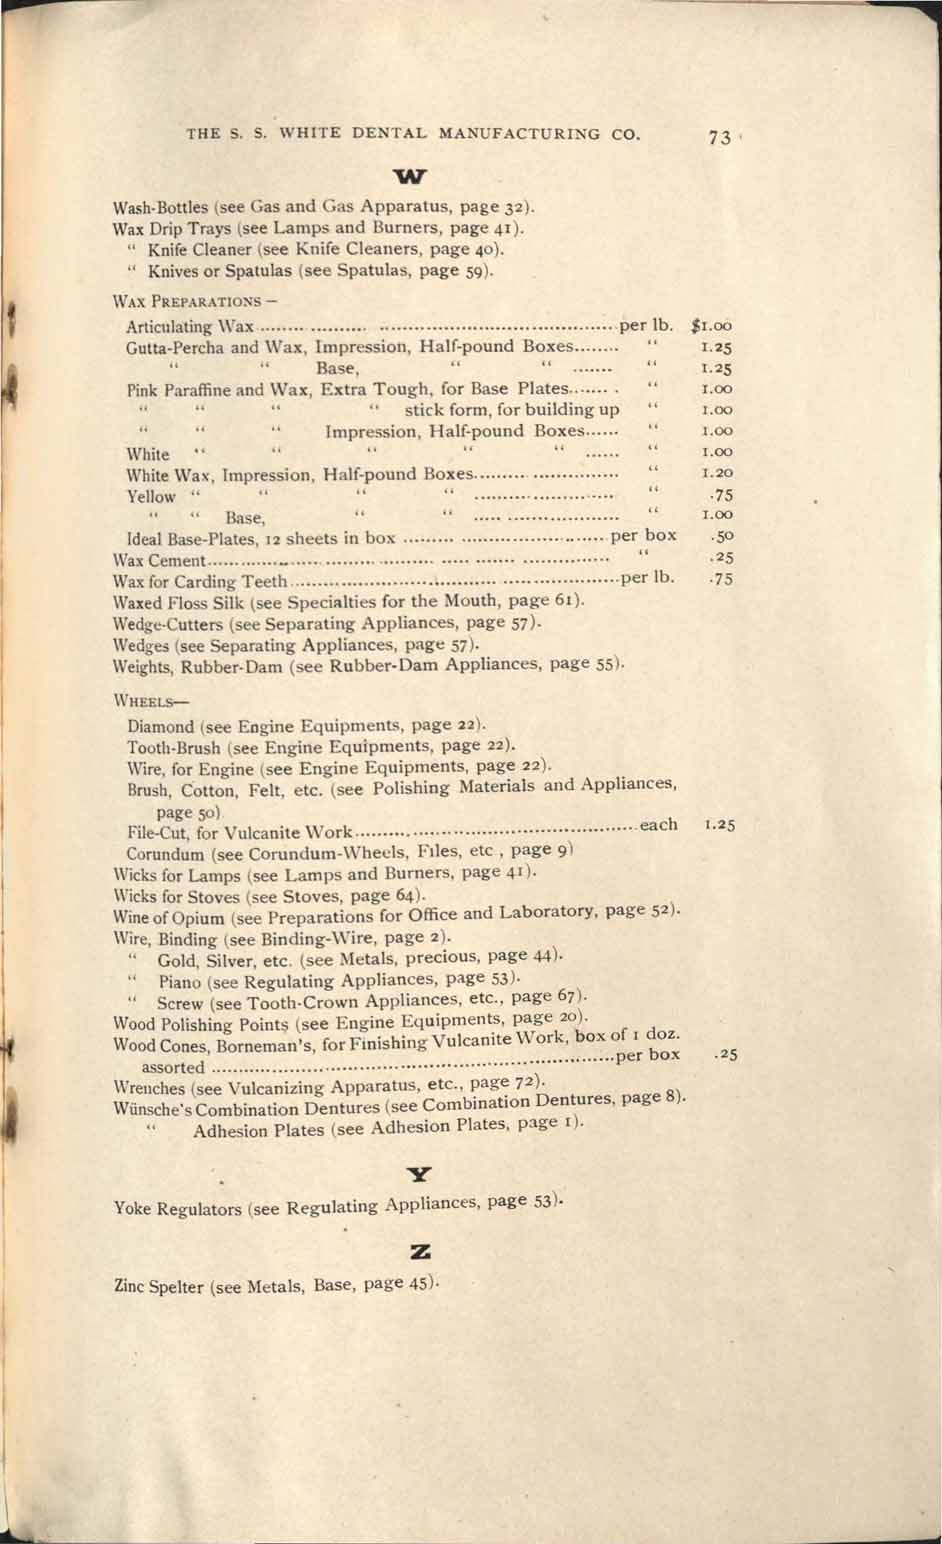 THE S. S. WHITE DENTAL MANUFACTURING CO. 73
W
Wash-Bottles (see Gas and Gas Apparatus, page 32).
Wax Drip Trays (see Lamps and Burners, page 41).
“ Knife Cleaner (see Knife Cleaners, page 40).
“ Knives or Spatulas (see Spatulas, page 59).
WAX PREPARATIONS —
Articulating Wax ........ per lb. $1.00
Gutta-Percha and Wax, Impression, Half-pound Boxes ........ “ 1.25
“ “ Base, “ “ ....... “ 1.25
Pink Paraffine and Wax, Extra Tough, for Base Plates ........ “ 1.00
“ “ “ “ stick form, for building up “ 1.00
“ “ “ Impression, Half-pound Boxes ...... “ 1.00
White “ “ “ “ “ ...... “ 1.00
White Wax, Impression, Half-pound Boxes ........ “ 1.20
Yellow “ “ “ “ ........ “ .75
“ “ Base, “ “ ........ “ 1.00
Ideal Base-Plates, 12 sheets in box ........ per box .50
Wax Cement ........ “ .25
Wax for Carding Teeth ........ per lb. .75
Waxed Floss Silk (see Specialties for the Mouth, page 61).
Wedge-Cutters (see Separating Appliances, page 57).
Wedges (see Separating Appliances, page 57).
Weights, Rubber-Dam (see Rubber-Dam Appliances, page 55).
WHEELS—
Diamond (see Engine Equipments, page 22).
Tooth-Brush (see Engine Equipments, page 22).
Wire, for Engine (see Engine Equipments, page 22).
Brush, Cotton, Felt, etc. (see Polishing Materials and Appliances,
page 50)
File-Cut, for Vulcanite Work ........ each 1.25
Corundum (see Corundum-Wheels, Files, etc , page 9)
Wicks for Lamps (see Lamps and Burners, page 41).
Wicks for Stoves (see Stoves, page 64).
Wine of Opium (see Preparations for Office and Laboratory, page 52).
Wire, Binding (see Binding-Wire, page 2).
“ Gold, Silver, etc. (see Metals, precious, page 44).
“ Piano (see Regulating Appliances, page 53).
“ Screw (see Tooth-Crown Appliances, etc., page 67).
Wood Polishing Points (see Engine Equipments, page 20).
Wood Cones, Borneman's, for Finishing Vulcanite Work, box of 1 doz.
assorted ........ per box .25
Wrenches (see Vulcanizing Apparatus, etc., page 72).
Wünsche's Combination Dentures (see Combination Dentures, page 8).
“ Adhesion Plates (see Adhesion Plates, page 1).
Y
Yoke Regulators (see Regulating Appliances, page 53).
Z
Zinc Spelter (see Metals, Base, page 45).